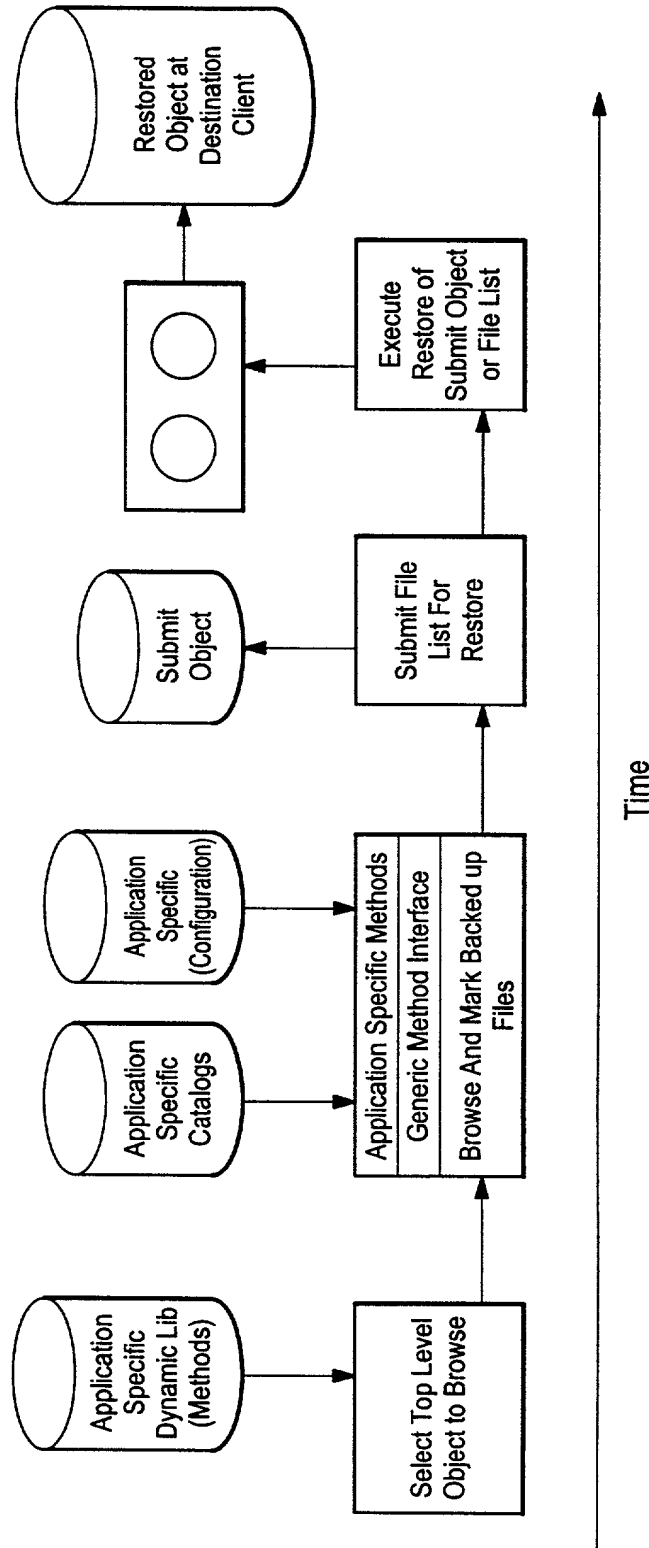 Application
Specific
Dynamic Lib
(Methods)
Application
Specific
Catalogs
Application
Specific
(Configuration)
Submit
Object
Restored
Object at
Destination
Client
Select Top Level
Object to Browse
Application Specific Methods
Generic Method Interface
Browse And Mark Backed up
Files
Submit File
List For
Restore
Execute
Restore of
Submit Object
or File List
Time